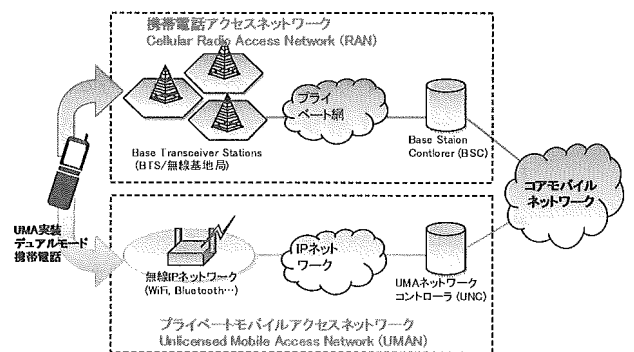 携帯電話アクセスネットワーク
Cellular Radio Access Network (RAN)
プライ
ベート網
Base Transceiver Stations
(BTS/無線基地局)
Base Staion
Contlorer (BSC)
コアモバイル
ネットワーク
UMA実装
デュアルモード
携帯電話
無線IPネットワーク
(WiFi, Bluetooth…)
IPネット
ワーク
UMAネットワーク
コントローラ (UNC)
プライベートモバイルアクセスネットワーク
Unlicensed Mobile Access Network (UMAN)